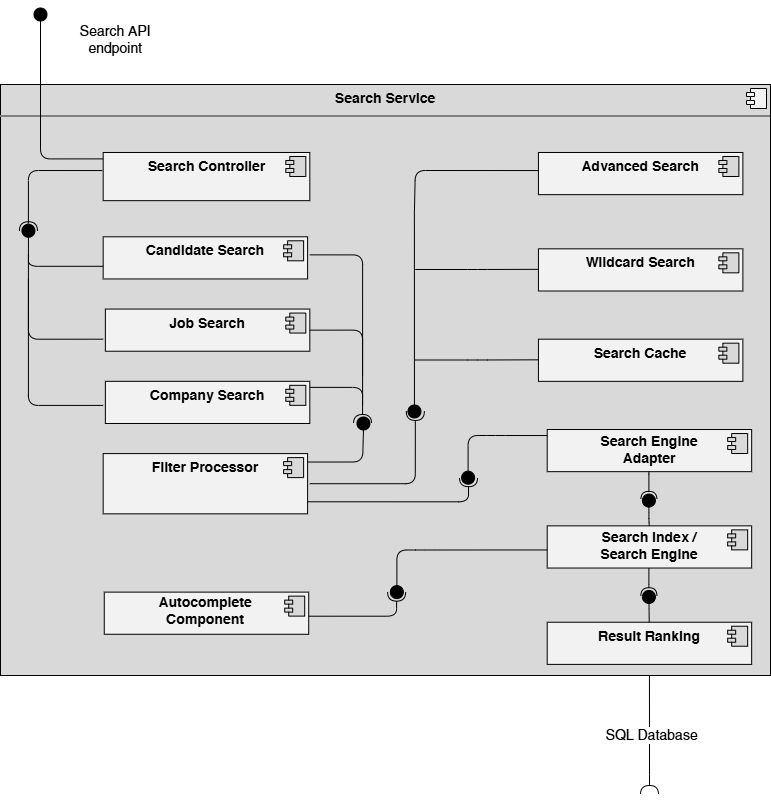 Search API
endpoint
Search Service
Search Controller
Advanced Search
Candidate Search
Wildcard Search
Job Search
Search Cache
Company Search
Search Engine
Adapter
Filter Processor
Search Index /
Search Engine
Autocomplete
Component
Result Ranking
SQL Database